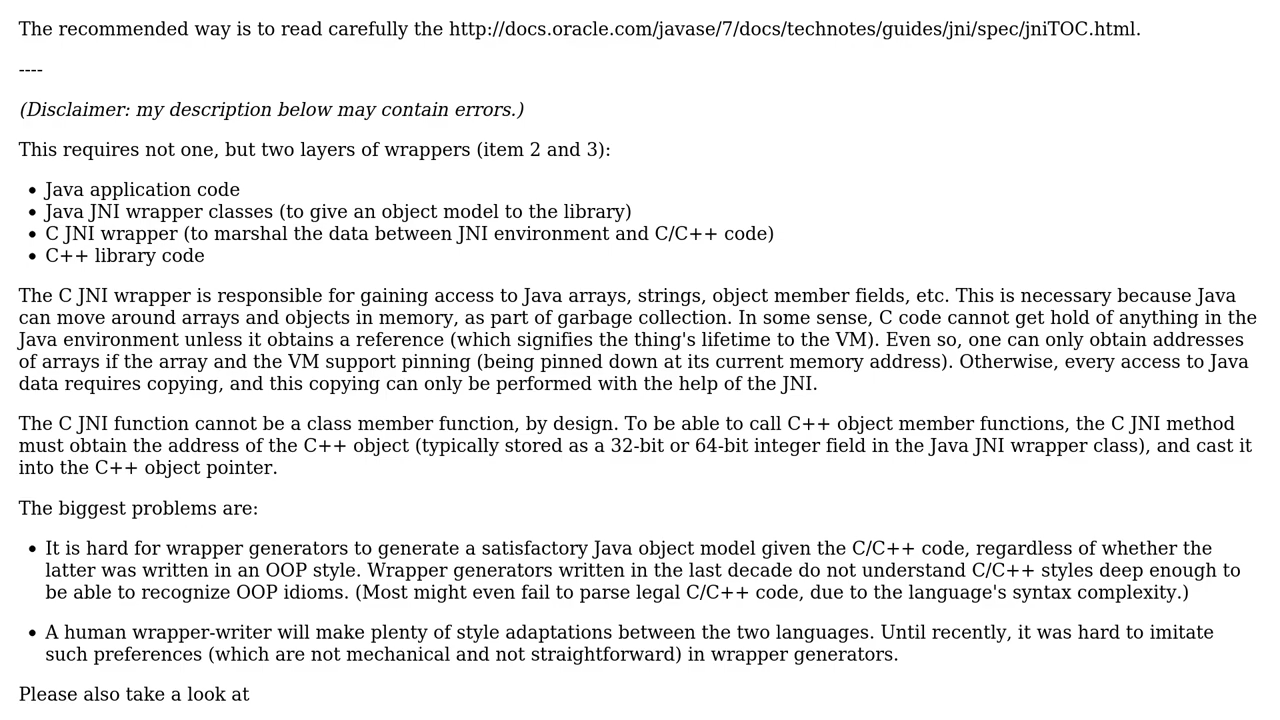 The recommended way is to read carefully the http://docs.oracle.com/javase/7/docs/technotes/guides/jni/spec/jniTOC.html.
----
(Disclaimer: my description below may contain errors.)
This requires not one, but two layers of wrappers (item 2 and 3):
• Java application code
• Java JNI wrapper classes (to give an object model to the library)
• C JNI wrapper (to marshal the data between JNI environment and C/C++ code)
• C++ library code
The C JNI wrapper is responsible for gaining access to Java arrays, strings, object member fields, etc. This is necessary because Java
can move around arrays and objects in memory, as part of garbage collection. In some sense, C code cannot get hold of anything in the
Java environment unless it obtains a reference (which signifies the thing's lifetime to the VM). Even so, one can only obtain addresses
of arrays if the array and the VM support pinning (being pinned down at its current memory address). Otherwise, every access to Java
data requires copying, and this copying can only be performed with the help of the JNI.
The C JNI function cannot be a class member function, by design. To be able to call C++ object member functions, the C JNI method
must obtain the address of the C++ object (typically stored as a 32-bit or 64-bit integer field in the Java JNI wrapper class), and cast it
into the C++ object pointer.
The biggest problems are:
• It is hard for wrapper generators to generate a satisfactory Java object model given the C/C++ code, regardless of whether the
latter was written in an OOP style. Wrapper generators written in the last decade do not understand C/C++ styles deep enough to
be able to recognize OOP idioms. (Most might even fail to parse legal C/C++ code, due to the language's syntax complexity.)
• A human wrapper-writer will make plenty of style adaptations between the two languages. Until recently, it was hard to imitate
such preferences (which are not mechanical and not straightforward) in wrapper generators.
Please also take a look at